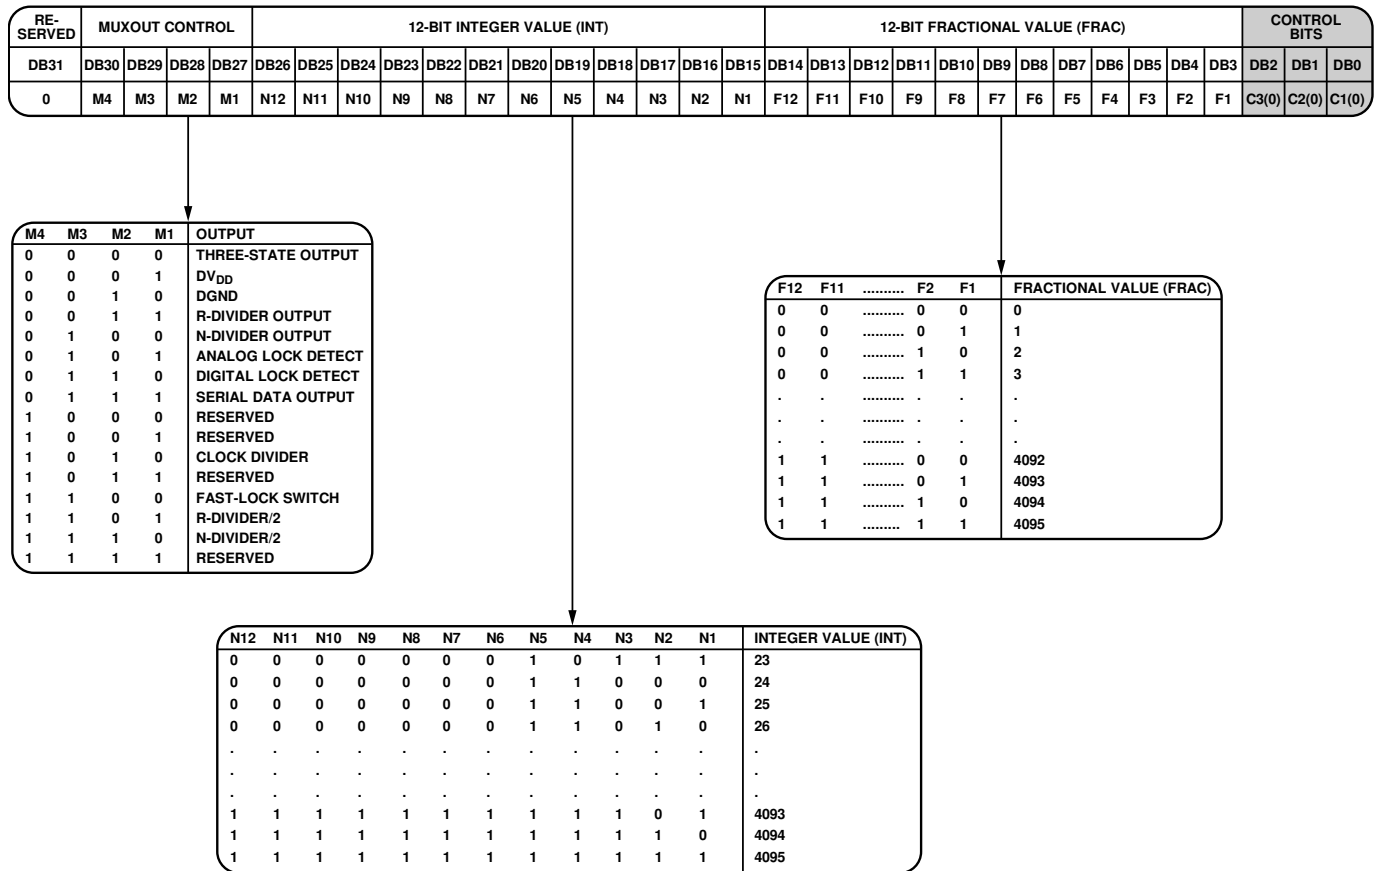 RE-
SERVED MUXOUT CONTROL 12-BIT INTEGER VALUE (INT) 12-BIT FRACTIONAL VALUE (FRAC) CONTROL
BITS
DB31 DB30 DB29 DB28 DB27 DB26 DB25 DB24 DB23 DB22 DB21 DB20 DB19 DB18 DB17 DB16 DB15 DB14 DB13 DB12 DB11 DB10 DB9 DB8 DB7 DB6 DB5 DB4 DB3 DB2 DB1 DB0
0 M4 M3 M2 M1 N12 N11 N10 N9 N8 N7 N6 N5 N4 N3 N2 N1 F12 F11 F10 F9 F8 F7 F6 F5 F4 F3 F2 F1 C3(0) C2(0) C1(0)
M4 M3 M2 M1 OUTPUT
0 0 0 0 THREE-STATE OUTPUT
0 0 0 1 DVDD
0 0 1 0 DGND
0 0 1 1 R-DIVIDER OUTPUT
0 1 0 0 N-DIVIDER OUTPUT
0 1 0 1 ANALOG LOCK DETECT
0 1 1 0 DIGITAL LOCK DETECT
0 1 1 1 SERIAL DATA OUTPUT
1 0 0 0 RESERVED
1 0 0 1 RESERVED
1 0 1 0 CLOCK DIVIDER
1 0 1 1 RESERVED
1 1 0 0 FAST-LOCK SWITCH
1 1 0 1 R-DIVIDER/2
1 1 1 0 N-DIVIDER/2
1 1 1 1 RESERVED
F12 F11 .......... F2 F1 FRACTIONAL VALUE (FRAC)
0 0 .......... 0 0 0
0 0 .......... 0 1 1
0 0 .......... 1 0 2
0 0 .......... 1 1 3
. . .......... . . .
. . .......... . . .
. . .......... . . .
1 1 .......... 0 0 4092
1 1 .......... 0 1 4093
1 1 .......... 1 0 4094
1 1 ......... 1 1 4095
N12 N11 N10 N9 N8 N7 N6 N5 N4 N3 N2 N1 INTEGER VALUE (INT)
0 0 0 0 0 0 0 1 0 1 1 1 23
0 0 0 0 0 0 0 1 1 0 0 0 24
0 0 0 0 0 0 0 1 1 0 0 1 25
0 0 0 0 0 0 0 1 1 0 1 0 26
. . . . . . . . . . . . .
. . . . . . . . . . . . .
. . . . . . . . . . . . .
1 1 1 1 1 1 1 1 1 1 0 1 4093
1 1 1 1 1 1 1 1 1 1 1 0 4094
1 1 1 1 1 1 1 1 1 1 1 1 4095